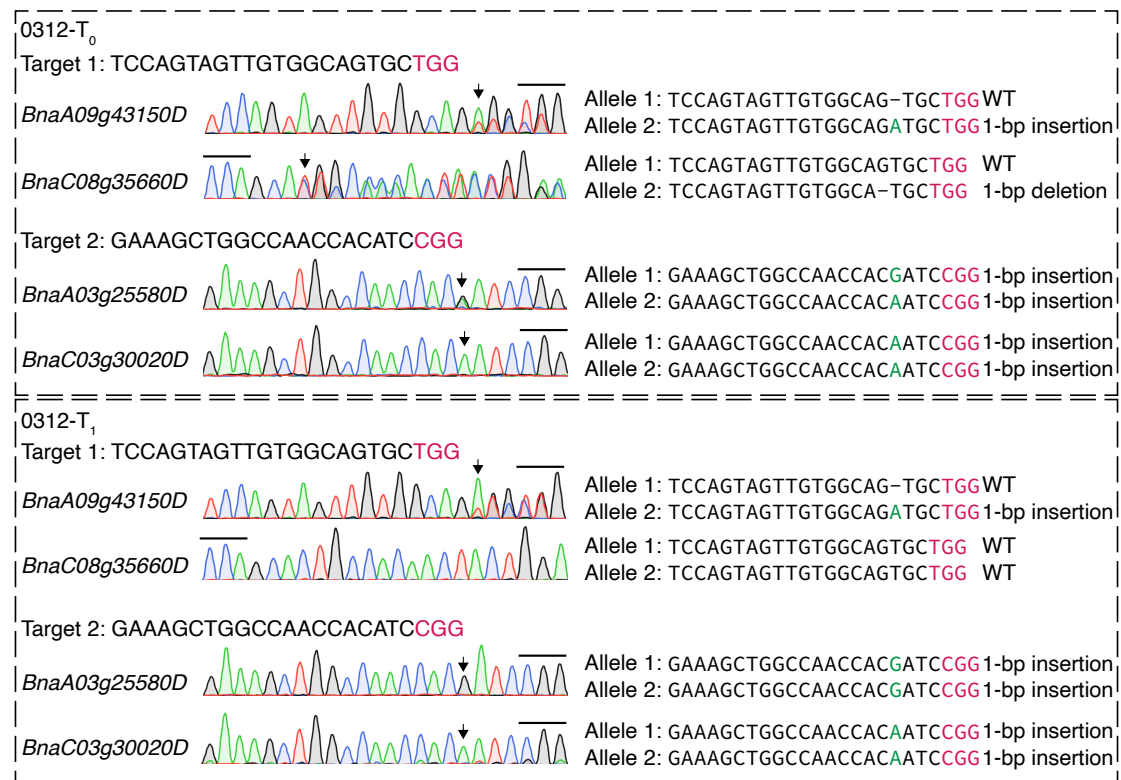 0312-T0
Target 1: TCCAGTAGTTGTGGCAGTGCTGG
BnaA09g43150D
Allele 1: TCCAGTAGTTGTGGCAG-TGCTGG WT
Allele 2: TCCAGTAGTTGTGGCAGATGCTGG 1-bp insertion
BnaC08g35660D
Allele 1: TCCAGTAGTTGTGGCAGTGCTGG WT
Allele 2: TCCAGTAGTTGTGGCA-TGCTGG 1-bp deletion
Target 2: GAAAGCTGGCCAACCACATCCGG
BnaA03g25580D
Allele 1: GAAAGCTGGCCAACCACGATCCGG 1-bp insertion
Allele 2: GAAAGCTGGCCAACCACAATCCGG 1-bp insertion
BnaC03g30020D
Allele 1: GAAAGCTGGCCAACCACAATCCGG 1-bp insertion
Allele 2: GAAAGCTGGCCAACCACAATCCGG 1-bp insertion
0312-T1
Target 1: TCCAGTAGTTGTGGCAGTGCTGG
BnaA09g43150D
Allele 1: TCCAGTAGTTGTGGCAG-TGCTGG WT
Allele 2: TCCAGTAGTTGTGGCAGATGCTGG 1-bp insertion
BnaC08g35660D
Allele 1: TCCAGTAGTTGTGGCAGTGCTGG WT
Allele 2: TCCAGTAGTTGTGGCAGTGCTGG WT
Target 2: GAAAGCTGGCCAACCACATCCGG
BnaA03g25580D
Allele 1: GAAAGCTGGCCAACCACGATCCGG 1-bp insertion
Allele 2: GAAAGCTGGCCAACCACGATCCGG 1-bp insertion
BnaC03g30020D
Allele 1: GAAAGCTGGCCAACCACAATCCGG 1-bp insertion
Allele 2: GAAAGCTGGCCAACCACAATCCGG 1-bp insertion